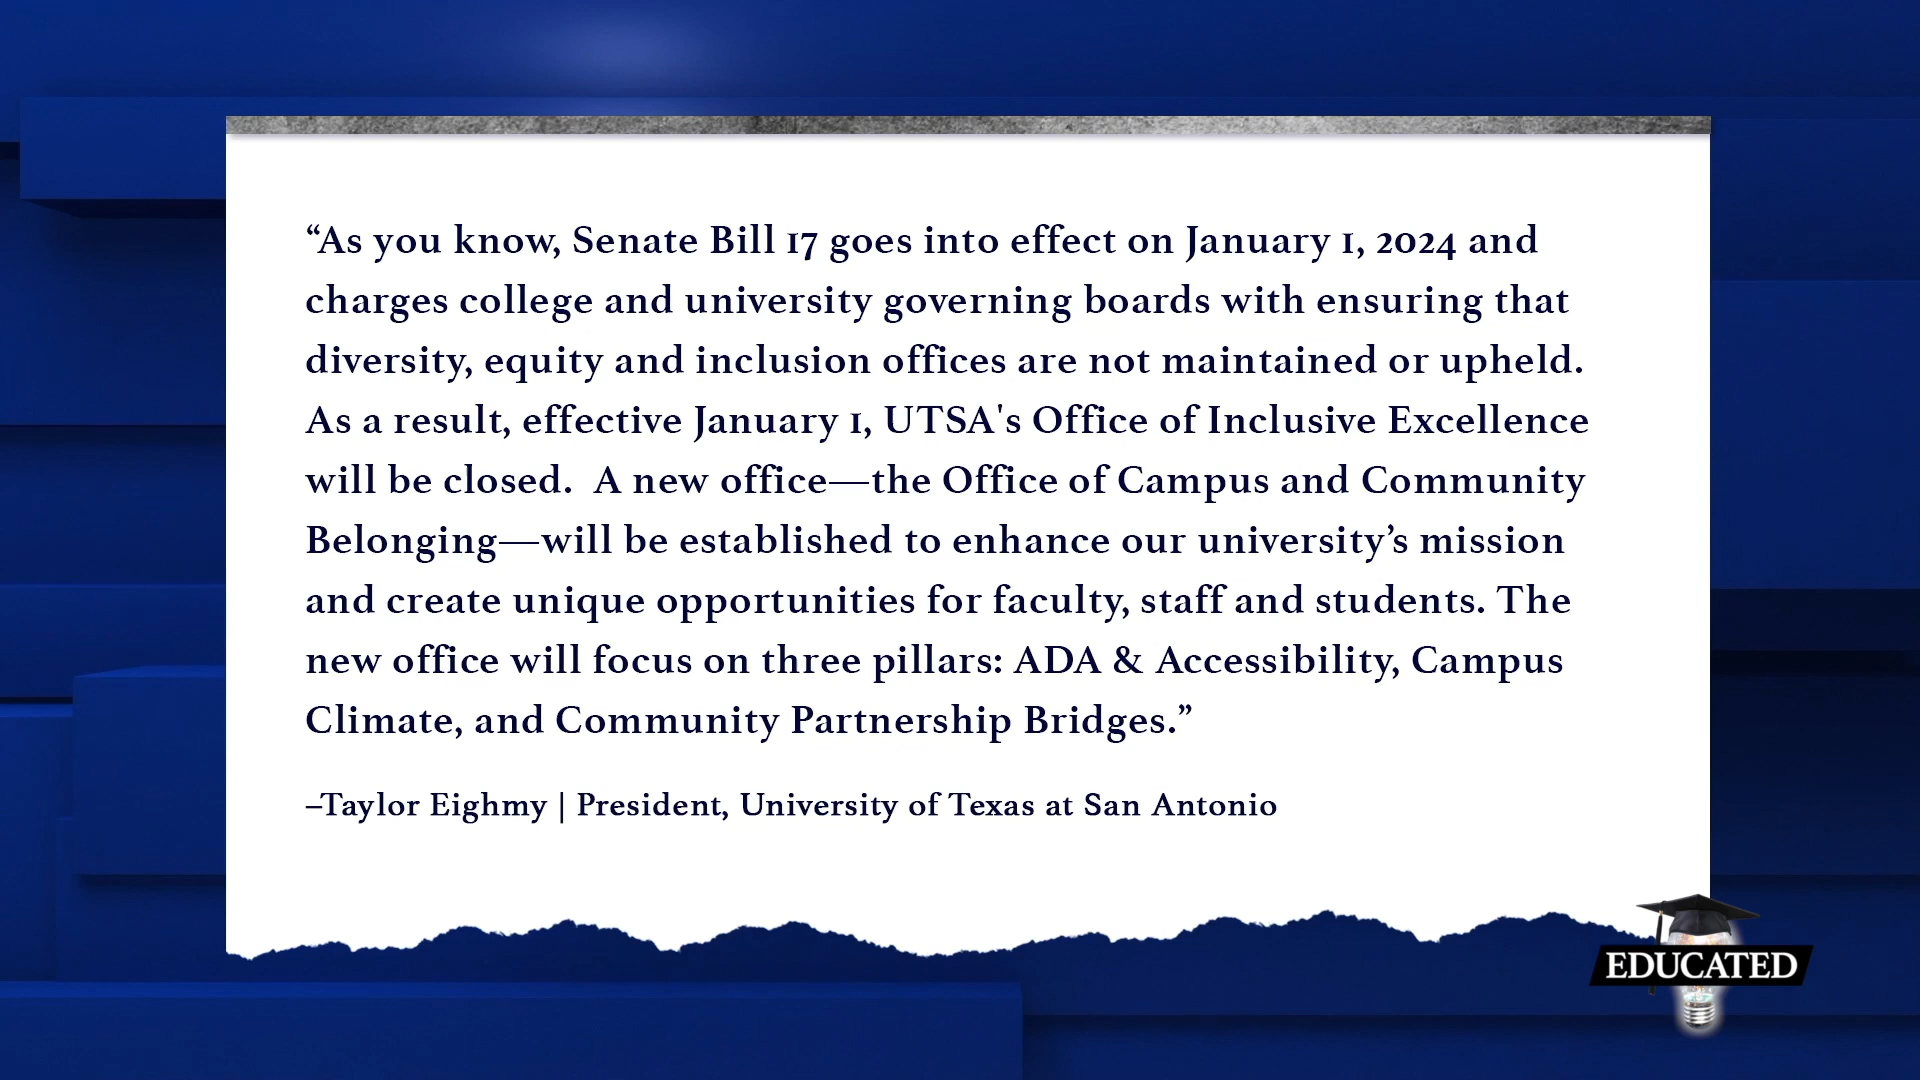 “As you know, Senate Bill 17 goes into effect on January 1, 2024 and
charges college and university governing boards with ensuring that
diversity, equity and inclusion offices are not maintained or upheld.
As a result, effective January 1, UTSA's Office of Inclusive Excellence
will be closed.  A new office—the Office of Campus and Community
Belonging—will be established to enhance our university’s mission
and create unique opportunities for faculty, staff and students. The
new office will focus on three pillars: ADA & Accessibility, Campus
Climate, and Community Partnership Bridges.”
–Taylor Eighmy | President, University of Texas at San Antonio
EDUCATED